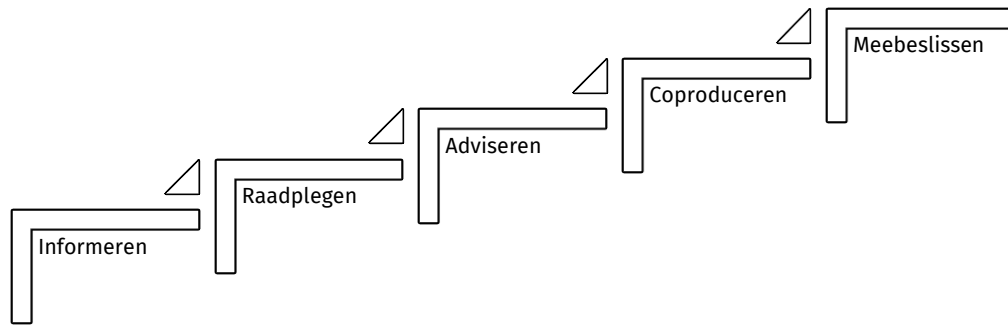 Informeren
Raadplegen
Adviseren
Coproduceren
Meebeslissen